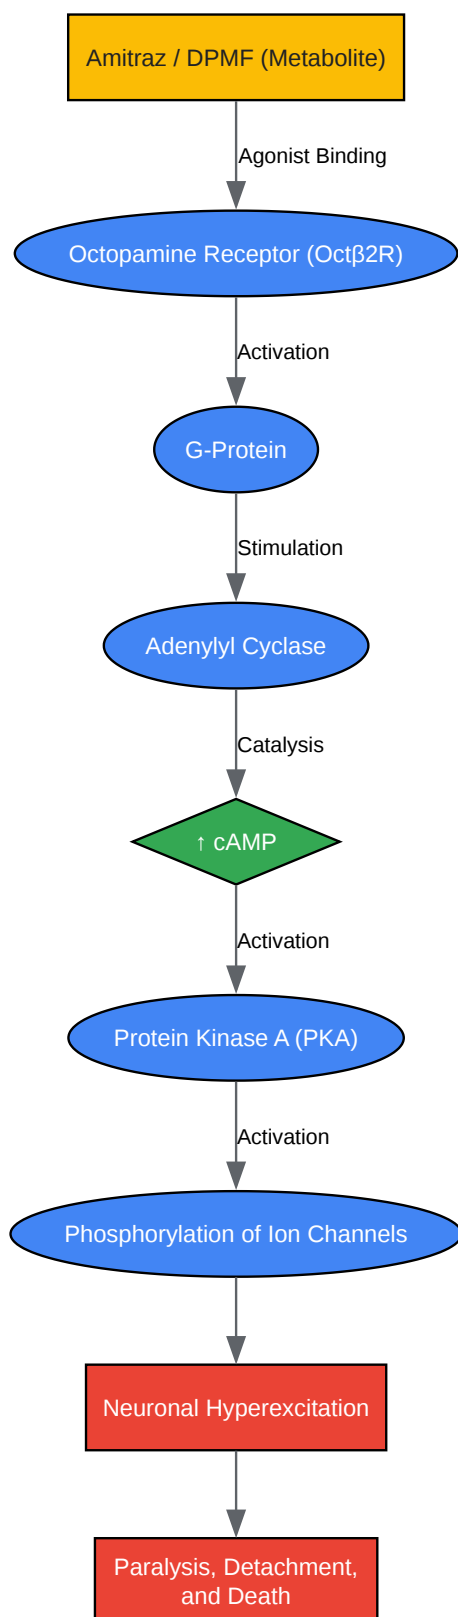 Amitraz / DPMF (Metabolite)
Agonist Binding
Octopamine Receptor (Octβ2R)
Activation
G-Protein
Stimulation
Adenylyl Cyclase
Catalysis
↑ cAMP
Activation
Protein Kinase A (PKA)
Activation
Phosphorylation of Ion Channels
Neuronal Hyperexcitation
Paralysis, Detachment,
and Death